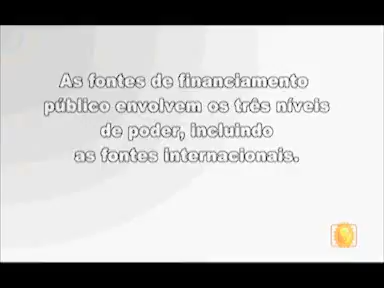 As fontes de financiamento
público envolvem os três níveis
de poder, incluindo
as fontes internacionais.